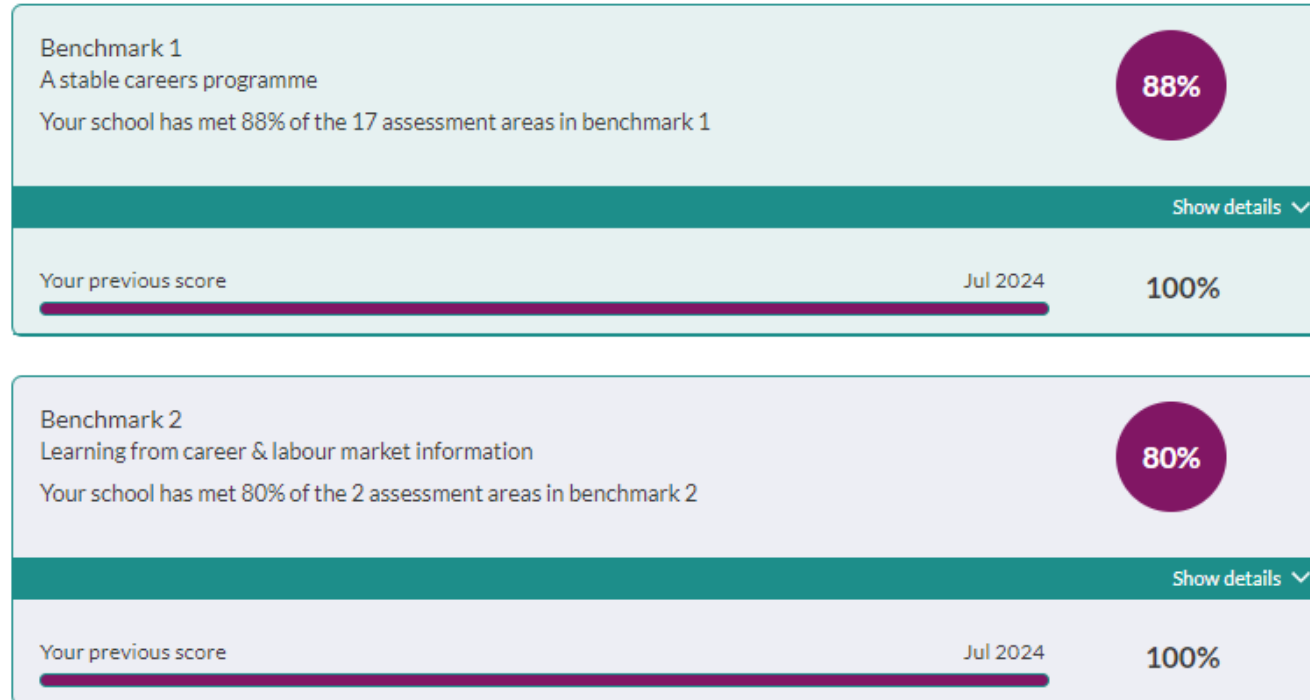 Benchmark 1
A stable careers programme
88%
Your school has met 88% of the 17 assessment areas in benchmark 1
Show details
Your previous score Jul 2024 100%
Benchmark 2
Learning from career & labour market information
80%
Your school has met 80% of the 2 assessment areas in benchmark 2
Show details
Your previous score Jul 2024 100%